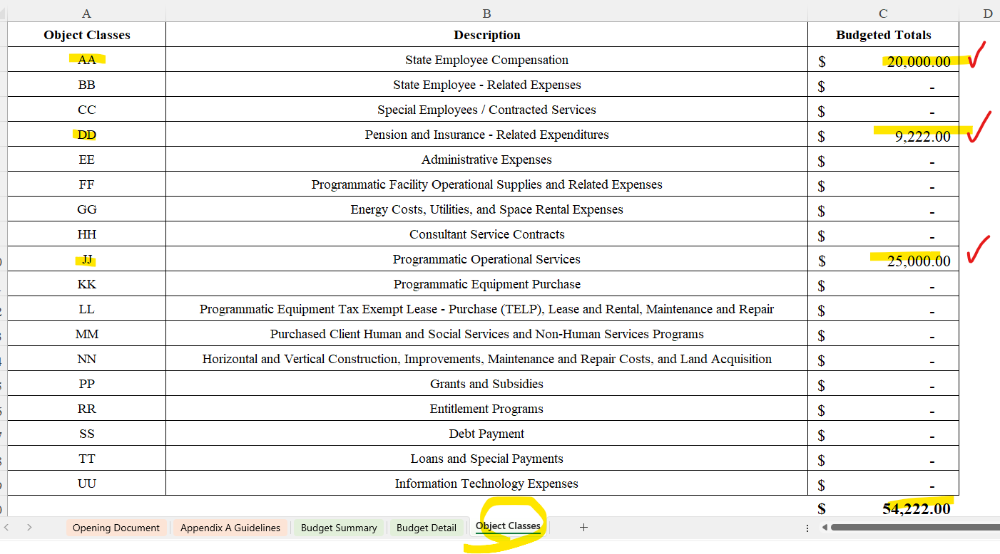 A B C D
Object Classes Description Budgeted Totals
AA State Employee Compensation $ 20,000.00
BB State Employee - Related Expenses $ -
CC Special Employees / Contracted Services $ -
DD Pension and Insurance - Related Expenditures $ 9,222.00
EE Administrative Expenses $ -
FF Programmatic Facility Operational Supplies and Related Expenses $ -
GG Energy Costs, Utilities, and Space Rental Expenses $ -
HH Consultant Service Contracts $ -
JJ Programmatic Operational Services $ 25,000.00
KK Programmatic Equipment Purchase $ -
LL Programmatic Equipment Tax Exempt Lease - Purchase (TELP), Lease and Rental, Maintenance and Repair $ -
MM Purchased Client Human and Social Services and Non-Human Services Programs $ -
NN Horizontal and Vertical Construction, Improvements, Maintenance and Repair Costs, and Land Acquisition $ -
PP Grants and Subsidies $ -
RR Entitlement Programs $ -
SS Debt Payment $ -
TT Loans and Special Payments $ -
UU Information Technology Expenses $ -
$ 54,222.00
Opening Document Appendix A Guidelines Budget Summary Budget Detail Object Classes +